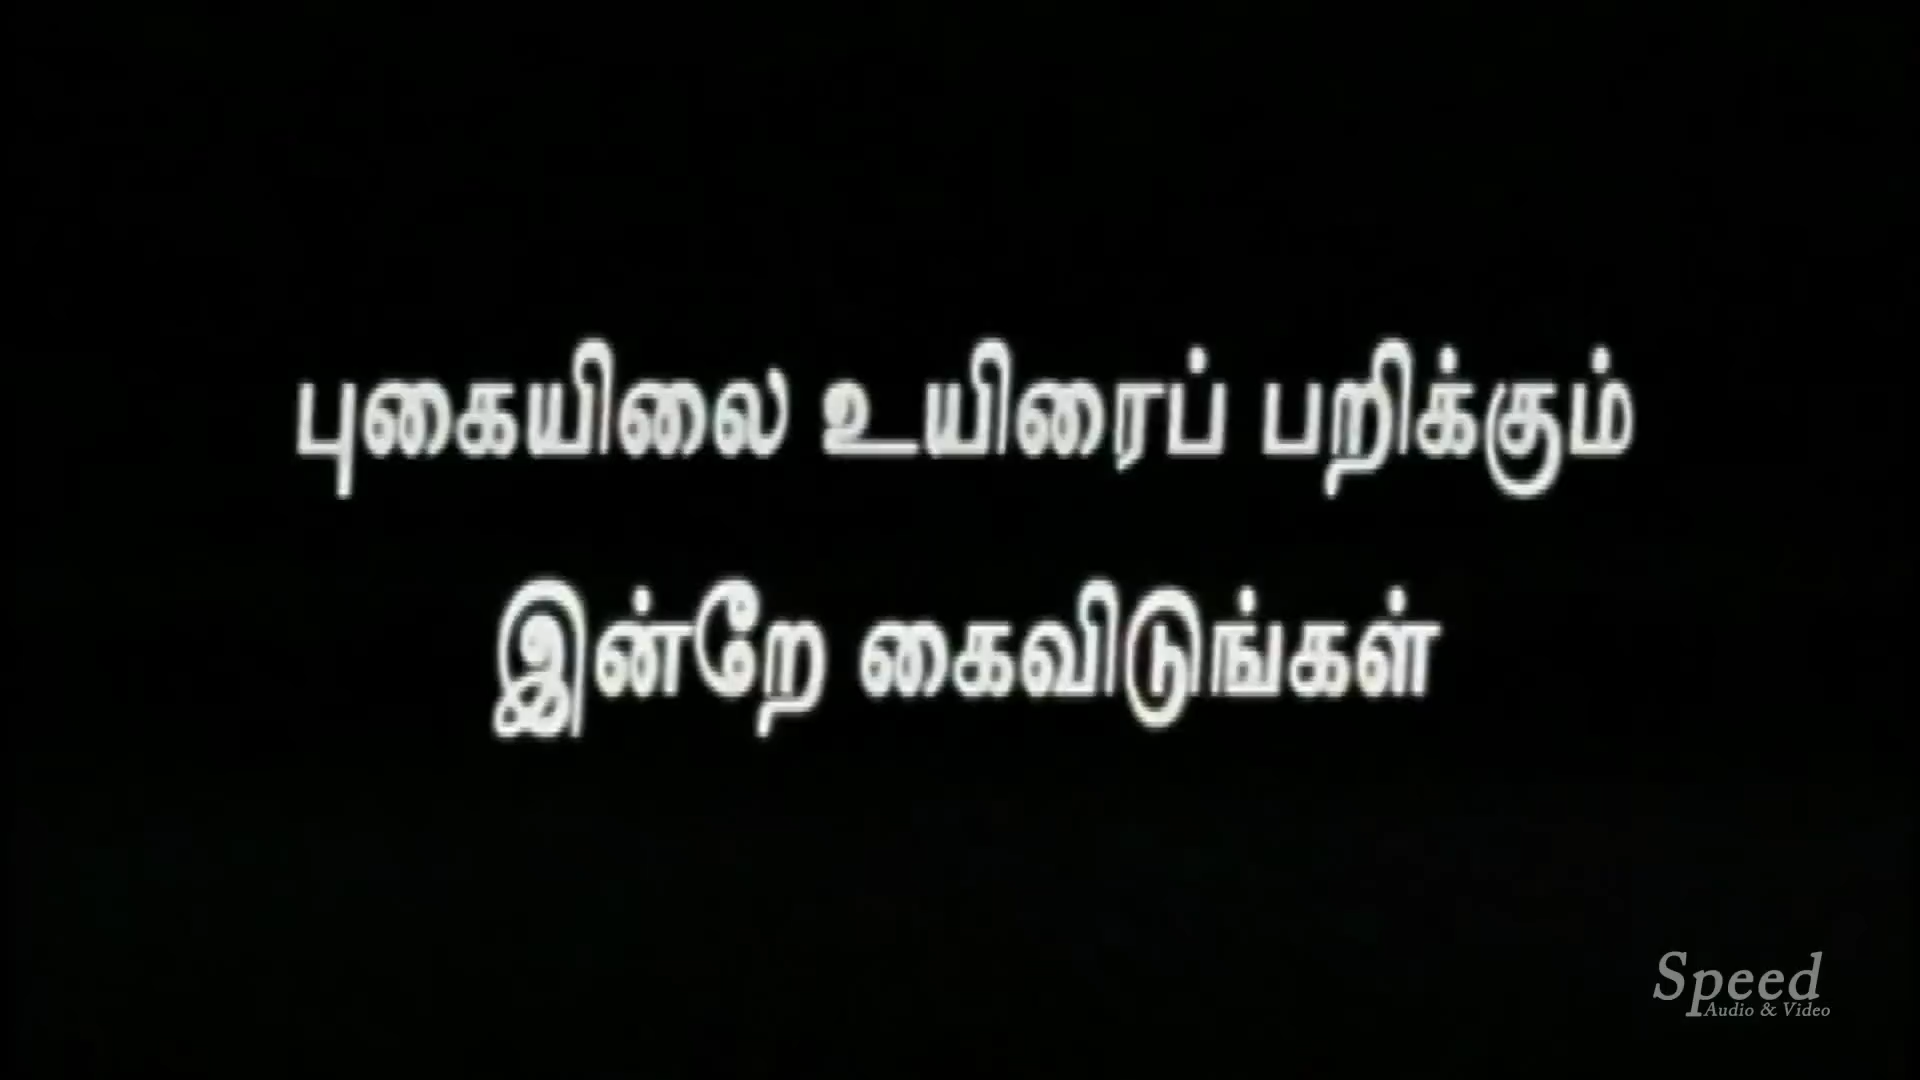 புகையிலை உயிரைப் பறிக்கும்
இன்றே கைவிடுங்கள்
Speed
Audio & Video